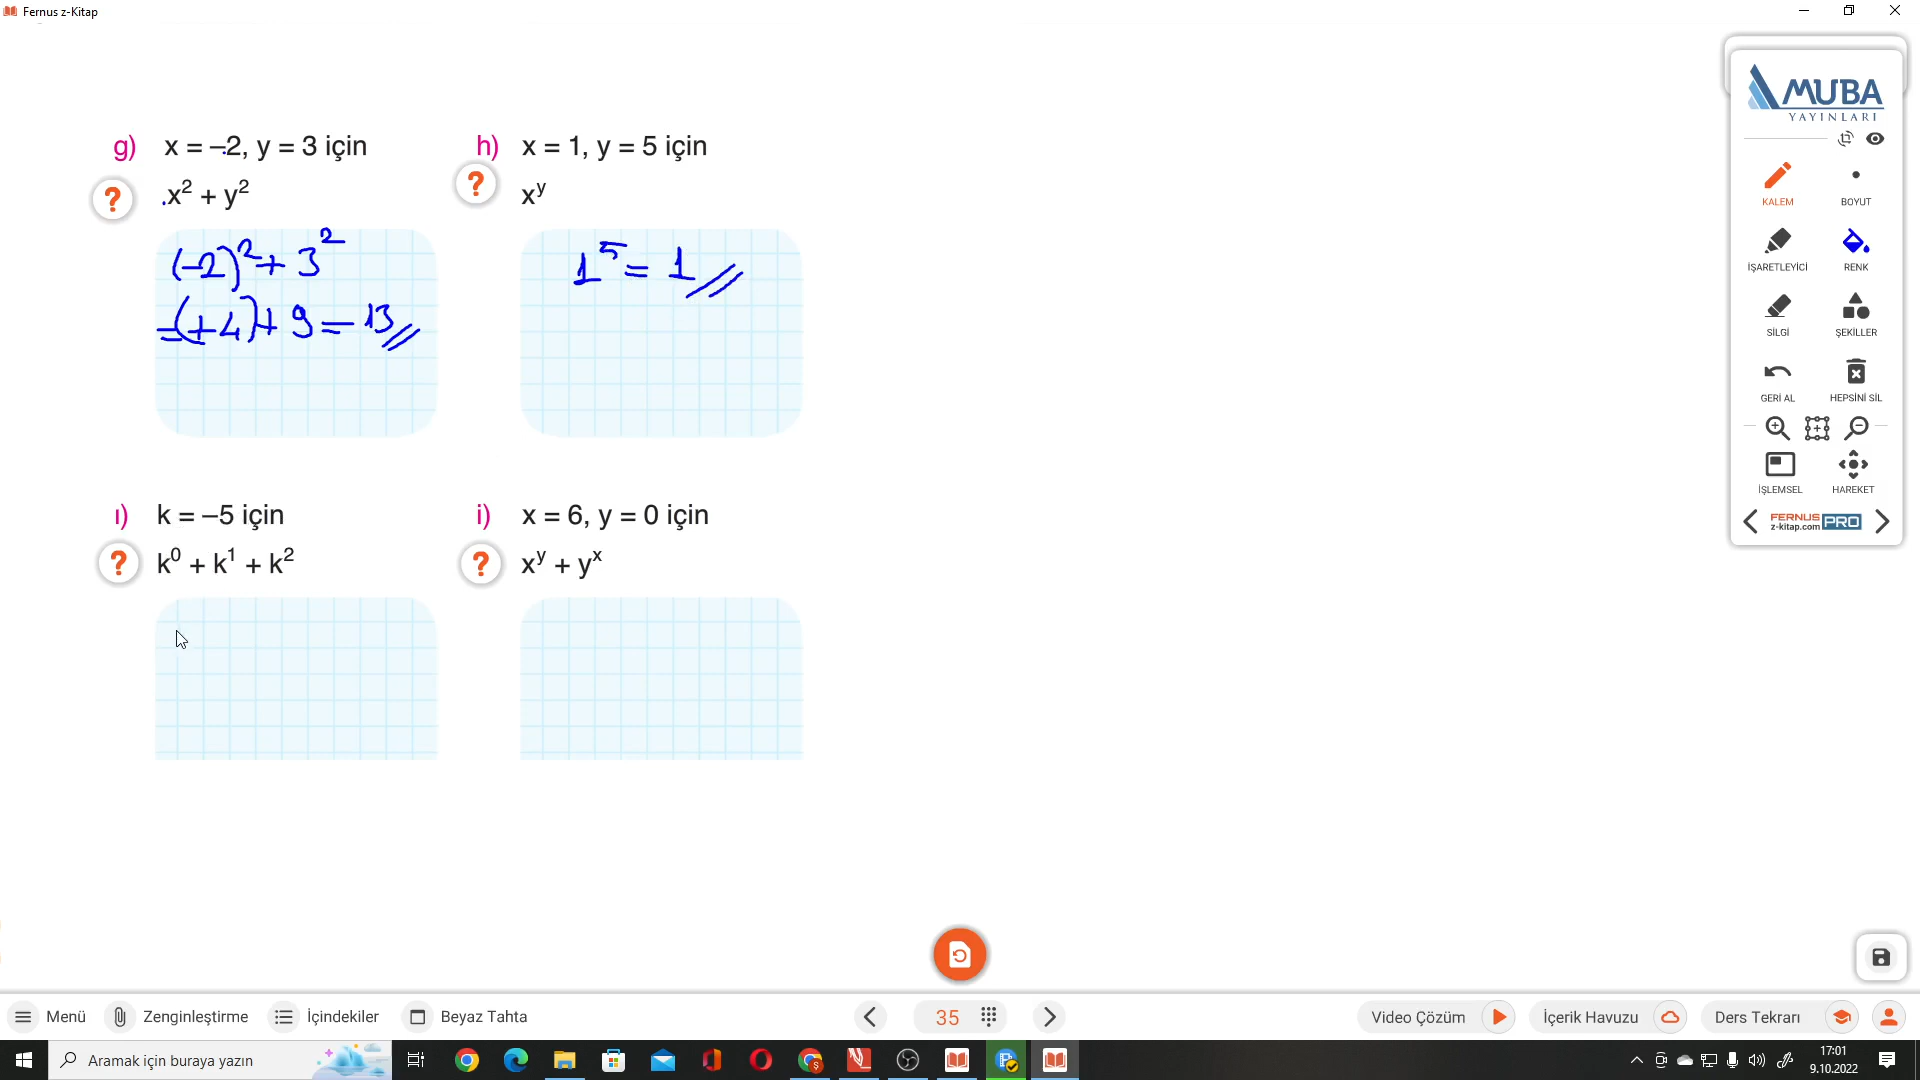 Fernus z-Kitap
g) x = –2, y = 3 için
x² + y²
(-2)² + 3²
=(+4)+ 9 = 13
h) x = 1, y = 5 için
xʸ
1⁵ = 1
ı) k = –5 için
k⁰ + k¹ + k²
i) x = 6, y = 0 için
xʸ + yˣ
MUBA
YAYINLARI
KALEM
BOYUT
İŞARETLEYİCİ
RENK
SİLGİ
ŞEKİLLER
GERİ AL
HEPSİNİ SİL
İŞLEMSEL
HAREKET
FERNUS
z-kitap.com PRO
Menü
Zenginleştirme
İçindekiler
Beyaz Tahta
35
Video Çözüm
İçerik Havuzu
Ders Tekrarı
Aramak için buraya yazın
17:01
9.10.2022